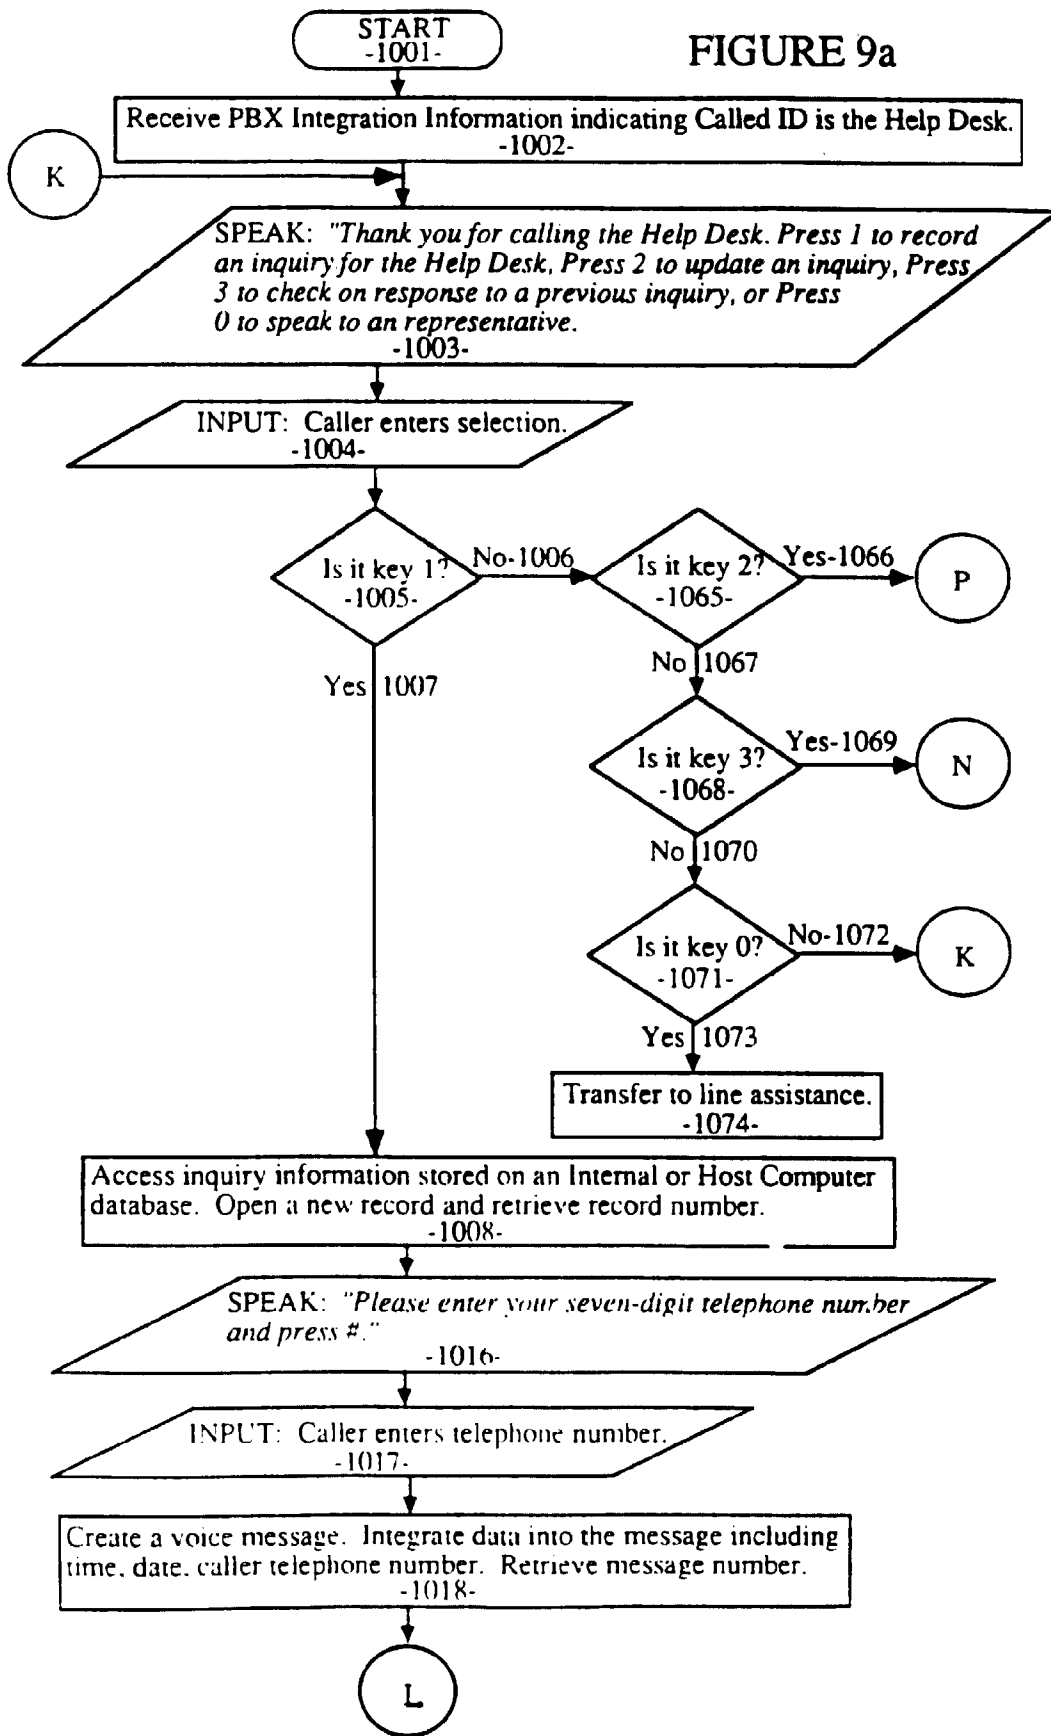 START
-1001-
FIGURE 9a
Receive PBX Integration Information indicating Called ID is the Help Desk.
-1002-
K
SPEAK: "Thank you for calling the Help Desk. Press 1 to record
an inquiry for the Help Desk, Press 2 to update an inquiry, Press
3 to check on response to a previous inquiry, or Press
0 to speak to an representative.
-1003-
INPUT: Caller enters selection.
-1004-
Is it key 1?
-1005-
No-1006
Is it key 2?
-1065-
Yes-1066
P
Yes 1007
No 1067
Is it key 3?
-1068-
Yes-1069
N
No 1070
Is it key 0?
-1071-
No-1072
K
Yes 1073
Transfer to line assistance.
-1074-
Access inquiry information stored on an Internal or Host Computer
database. Open a new record and retrieve record number.
-1008-
SPEAK: "Please enter your seven-digit telephone number
and press #."
-1016-
INPUT: Caller enters telephone number.
-1017-
Create a voice message. Integrate data into the message including
time, date, caller telephone number. Retrieve message number.
-1018-
L